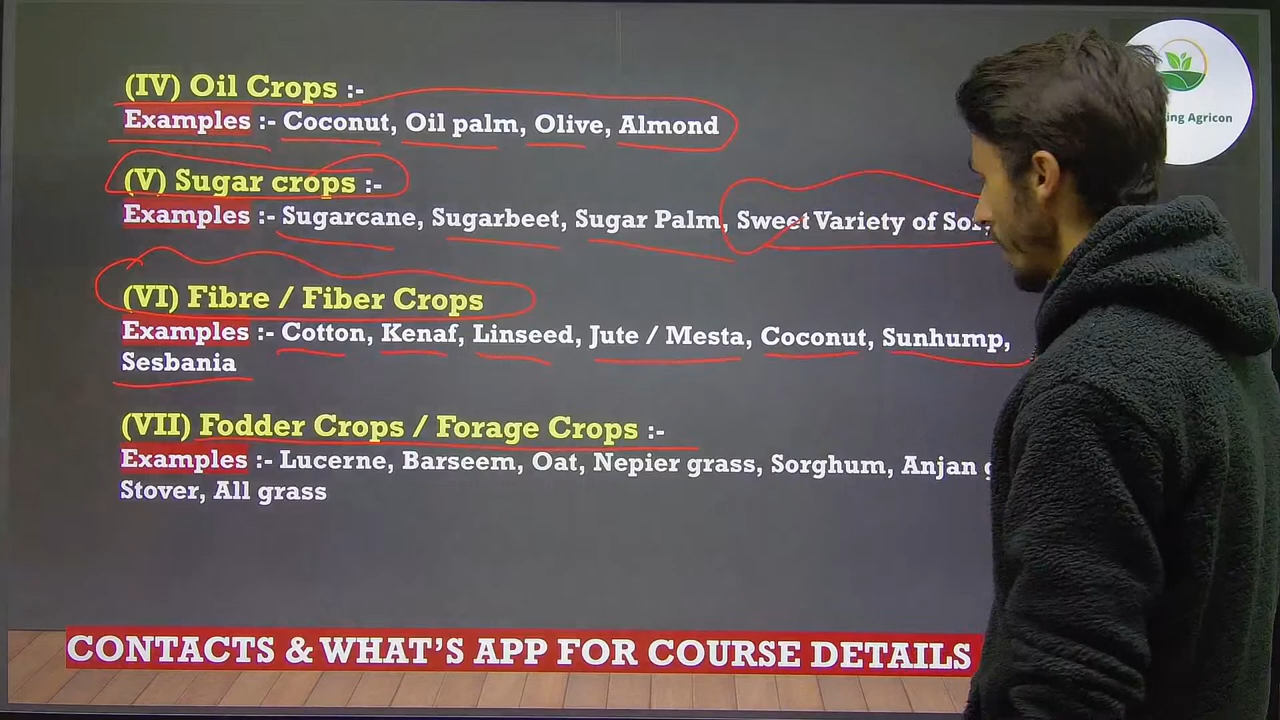 (IV) Oil Crops :-
Examples :- Coconut, Oil palm, Olive, Almond
(V) Sugar crops :-
Examples :- Sugarcane, Sugarbeet, Sugar Palm, Sweet Variety of
(VI) Fibre / Fiber Crops
Examples :- Cotton, Kenaf, Linseed, Jute / Mesta, Coconut, Sunhump,
Sesbania
(VII) Fodder Crops / Forage Crops :-
Examples :- Lucerne, Barseem, Oat, Nepier grass, Sorghum, Anjan
Stover, All grass
CONTACTS & WHAT'S APP FOR COURSE DETAILS
Agricon